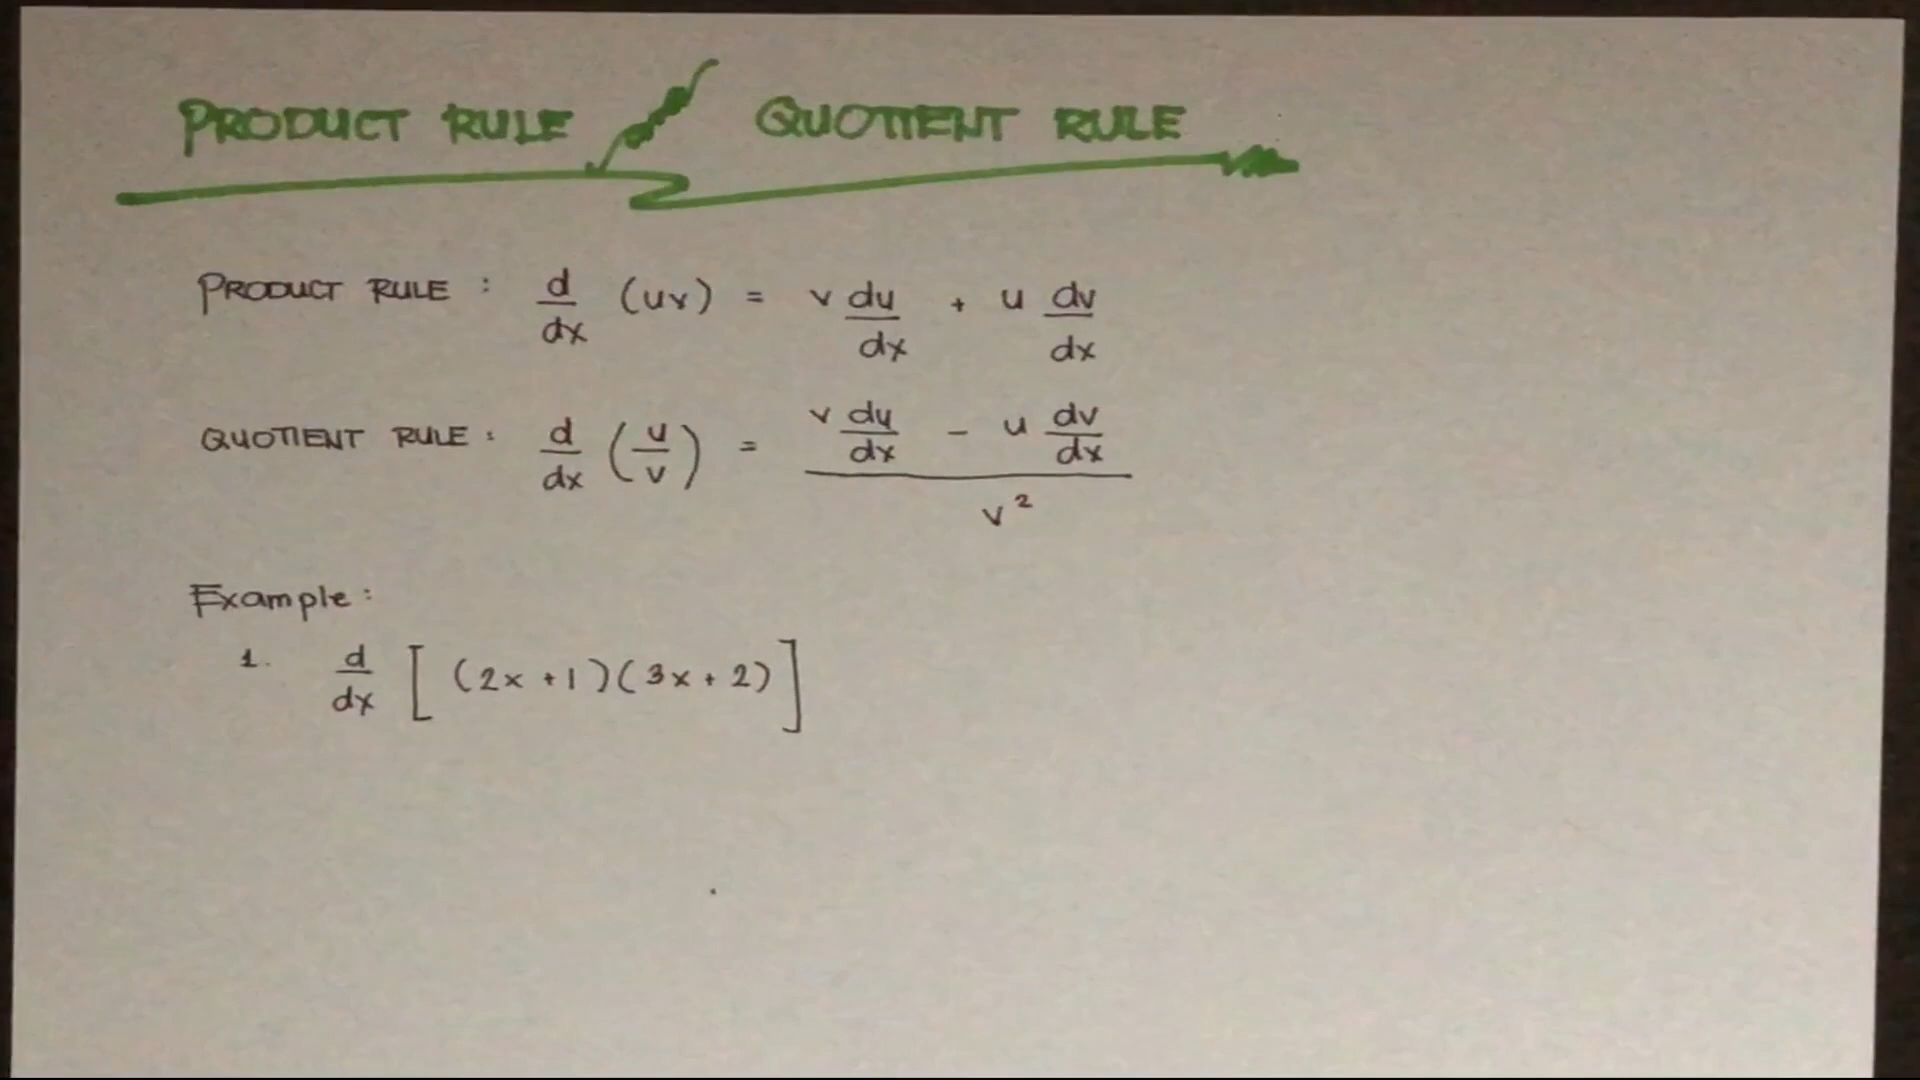 PRODUCT RULE / QUOTIENT RULE
PRODUCT RULE : d/dx (uv) = v du/dx + u dv/dx
QUOTIENT RULE : d/dx (u/v) = (v du/dx - u dv/dx) / v²
Example :
1. d/dx [ (2x + 1)(3x + 2) ]